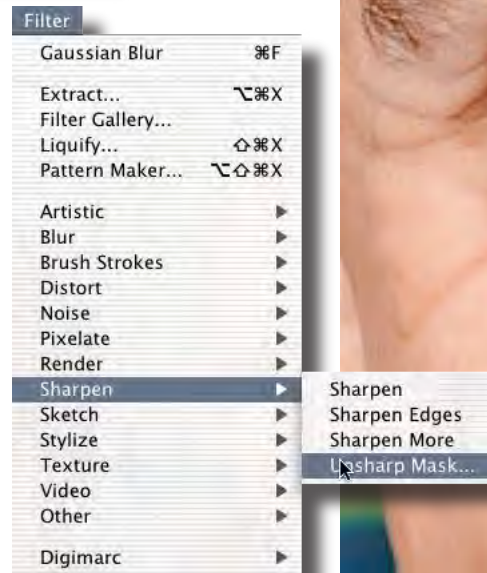 Filter
Gaussian Blur ⌘F
Extract... ⌥⌘X
Filter Gallery...
Liquify... ⇧⌘X
Pattern Maker... ⌥⇧⌘X
Artistic
Blur
Brush Strokes
Distort
Noise
Pixelate
Render
Sharpen
Sketch
Stylize
Texture
Video
Other
Digimarc
Sharpen
Sharpen Edges
Sharpen More
Unsharp Mask...